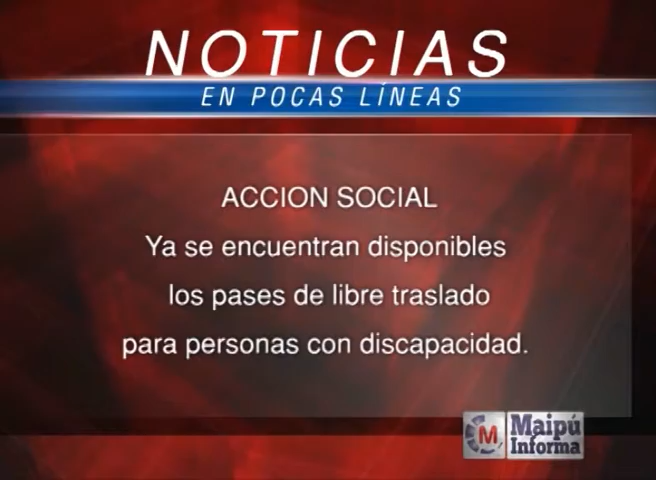 NOTICIAS
EN POCAS LÍNEAS
ACCION SOCIAL
Ya se encuentran disponibles
los pases de libre traslado
para personas con discapacidad.
M Maipú
Informa